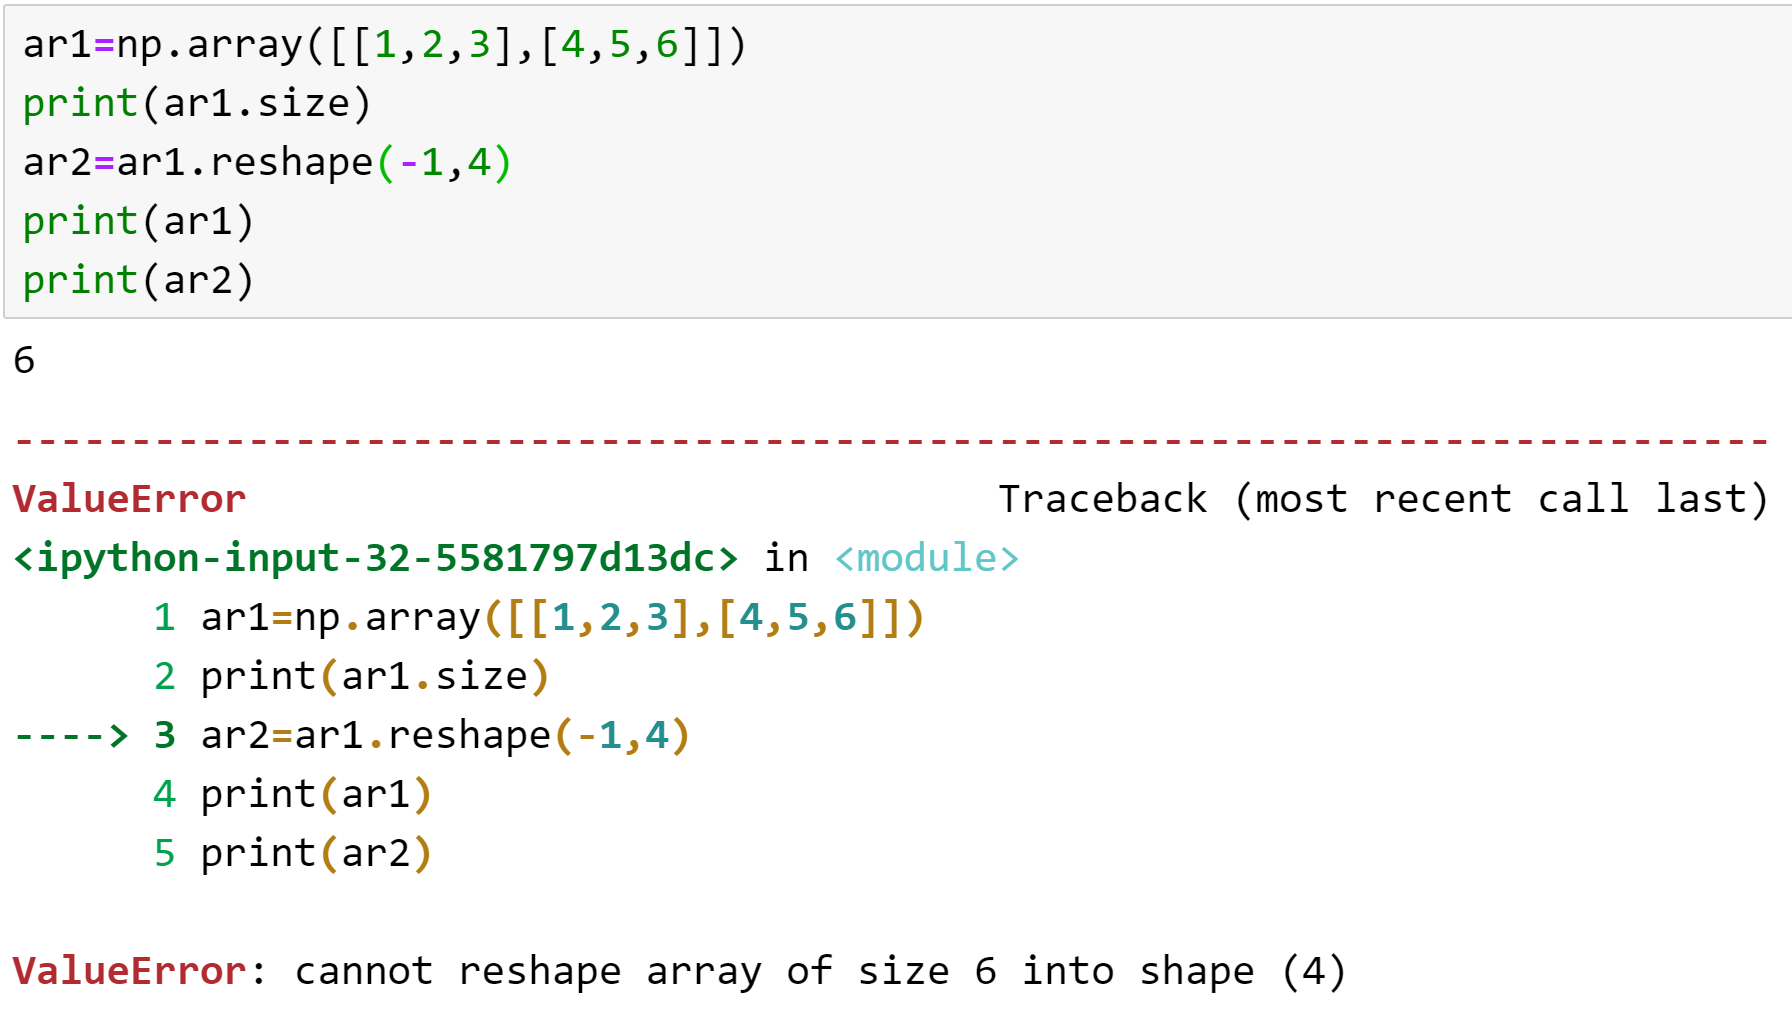 ar1=np.array([[1,2,3],[4,5,6]])
print(ar1.size)
ar2=ar1.reshape(-1,4)
print(ar1)
print(ar2)
6
---------------------------------------------------------------------------
ValueError                                Traceback (most recent call last)
<ipython-input-32-5581797d13dc> in <module>
      1 ar1=np.array([[1,2,3],[4,5,6]])
      2 print(ar1.size)
----> 3 ar2=ar1.reshape(-1,4)
      4 print(ar1)
      5 print(ar2)
ValueError: cannot reshape array of size 6 into shape (4)